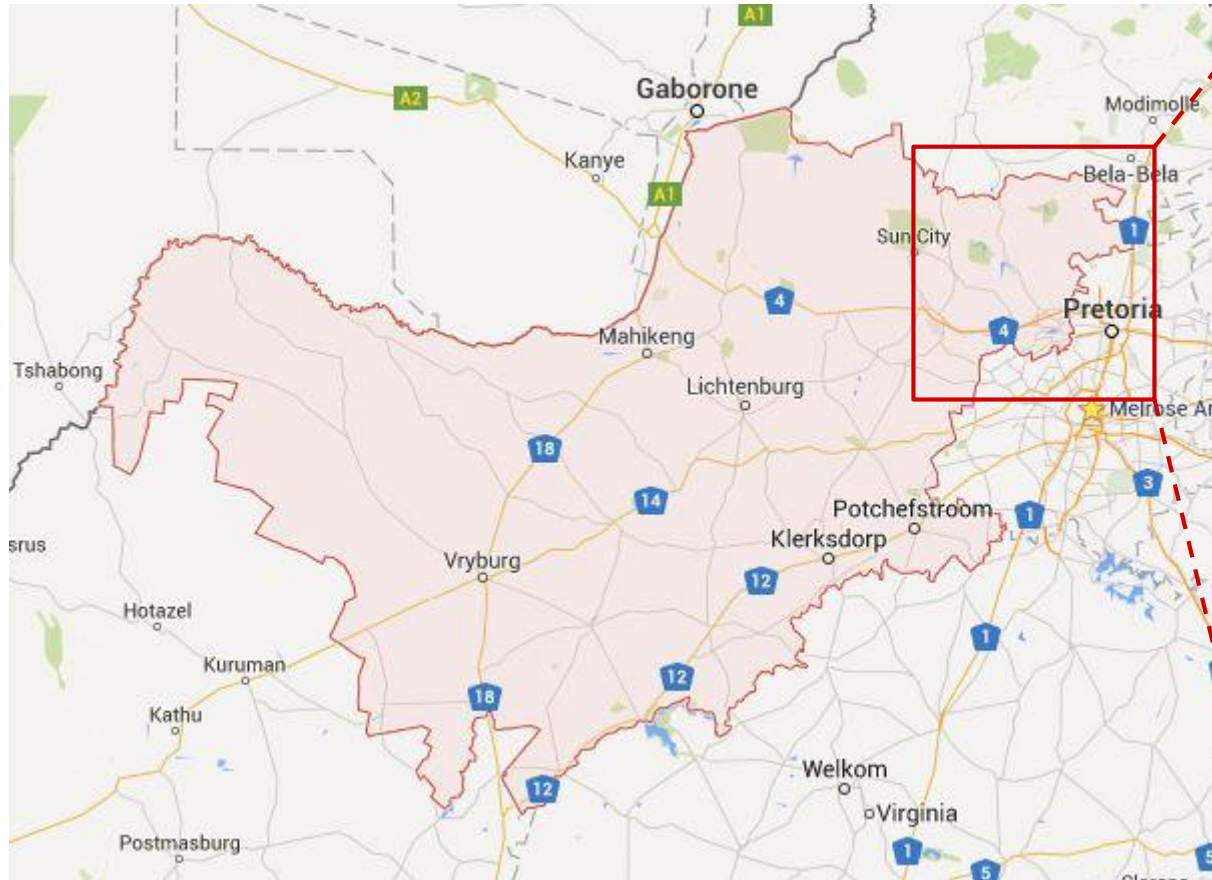 A1
Gaborone
A2
Modimolle
Kanye
Bela-Bela
A1
1
Sun City
4
Pretoria
4
Mahikeng
Tshabong
Lichtenburg
Melrose Ar
18
3
14
1
Potchefstroom
Klerksdorp
srus
Vryburg
12
Hotazel
1
Kuruman
12
18
Kathu
Welkom
12
Virginia
Postmasburg
1
5
5